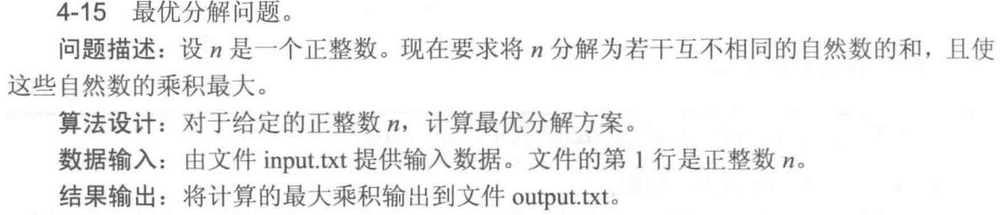 4-15 最优分解问题。
问题描述：设 n 是一个正整数。现在要求将 n 分解为若干互不相同的自然数的和，且使
这些自然数的乘积最大。
算法设计：对于给定的正整数 n，计算最优分解方案。
数据输入：由文件 input.txt 提供输入数据。文件的第 1 行是正整数 n。
结果输出：将计算的最大乘积输出到文件 output.txt。